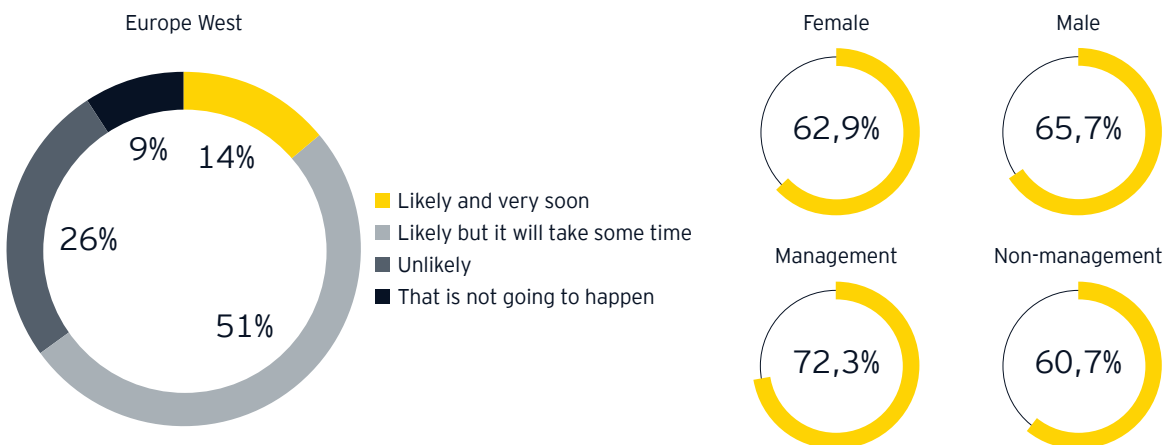 Europe West
9%
14%
26%
51%
Likely and very soon
Likely but it will take some time
Unlikely
That is not going to happen
Female
Male
62,9%
65,7%
Management
Non-management
72,3%
60,7%